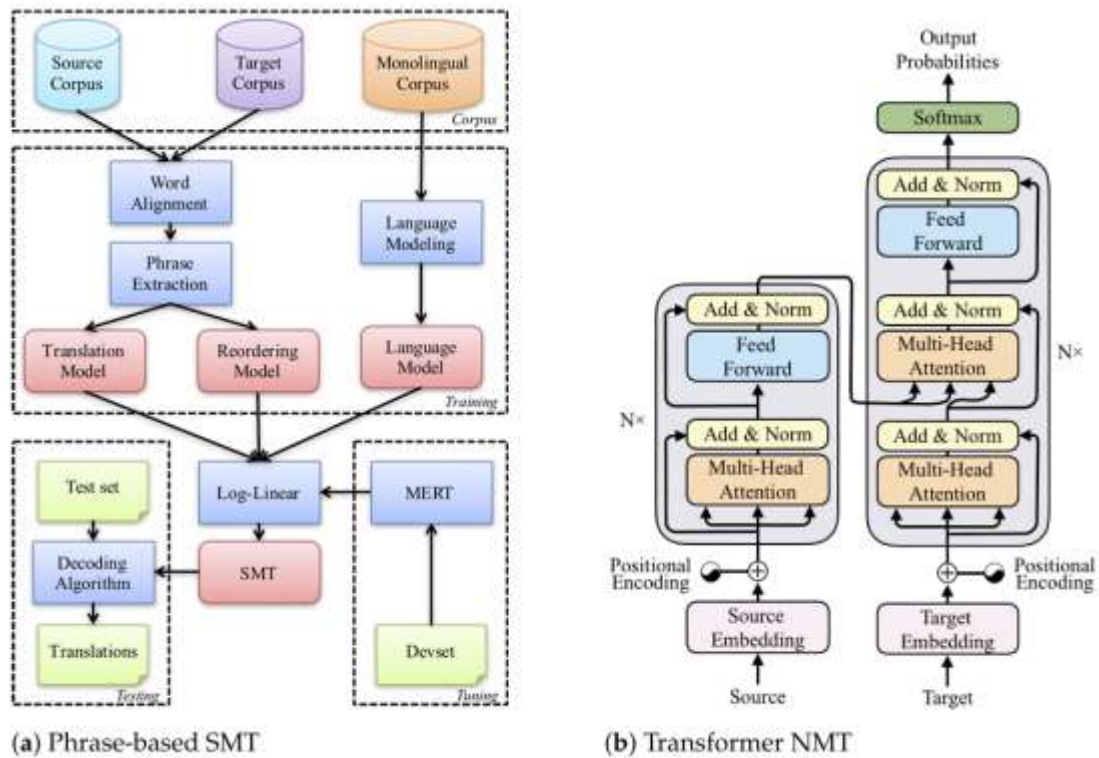 Source
Corpus
Target
Corpus
Monolingual
Corpus
Corpus
Word
Alignment
Phrase
Extraction
Language
Modeling
Translation
Model
Reordering
Model
Language
Model
Training
Test set
Log-Linear
MERT
Decoding
Algorithm
SMT
Translations
Devset
Testing
Tuning
(a) Phrase-based SMT
Output
Probabilities
Softmax
Add & Norm
Feed
Forward
Add & Norm
Multi-Head
Attention
N×
Add & Norm
Multi-Head
Attention
Add & Norm
Feed
Forward
N×
Add & Norm
Multi-Head
Attention
Positional
Encoding
Positional
Encoding
Source
Embedding
Target
Embedding
Source
Target
(b) Transformer NMT